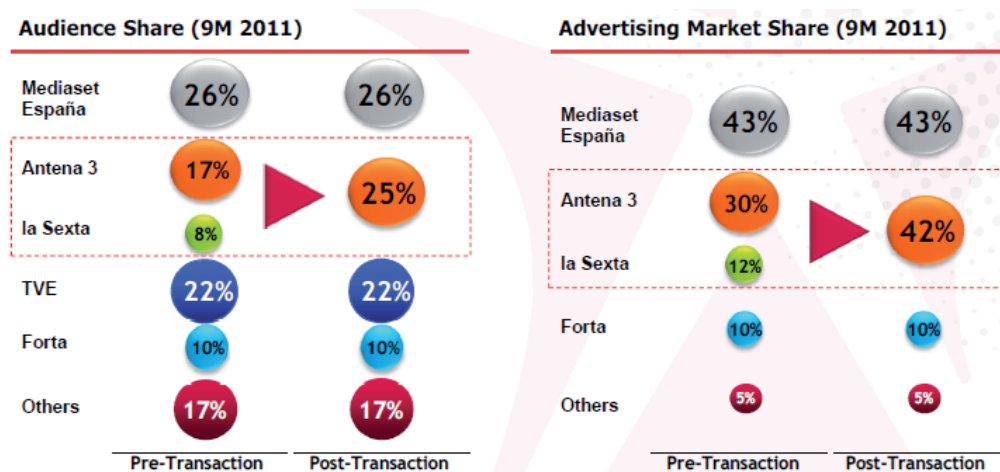 Audience Share (9M 2011)
Mediaset
España
26%
26%
Antena 3
17%
25%
la Sexta
8%
TVE
22%
22%
Forta
10%
10%
Others
17%
17%
Pre-Transaction
Post-Transaction
Advertising Market Share (9M 2011)
Mediaset
España
43%
43%
Antena 3
30%
42%
la Sexta
12%
Forta
10%
10%
Others
5%
5%
Pre-Transaction
Post-Transaction